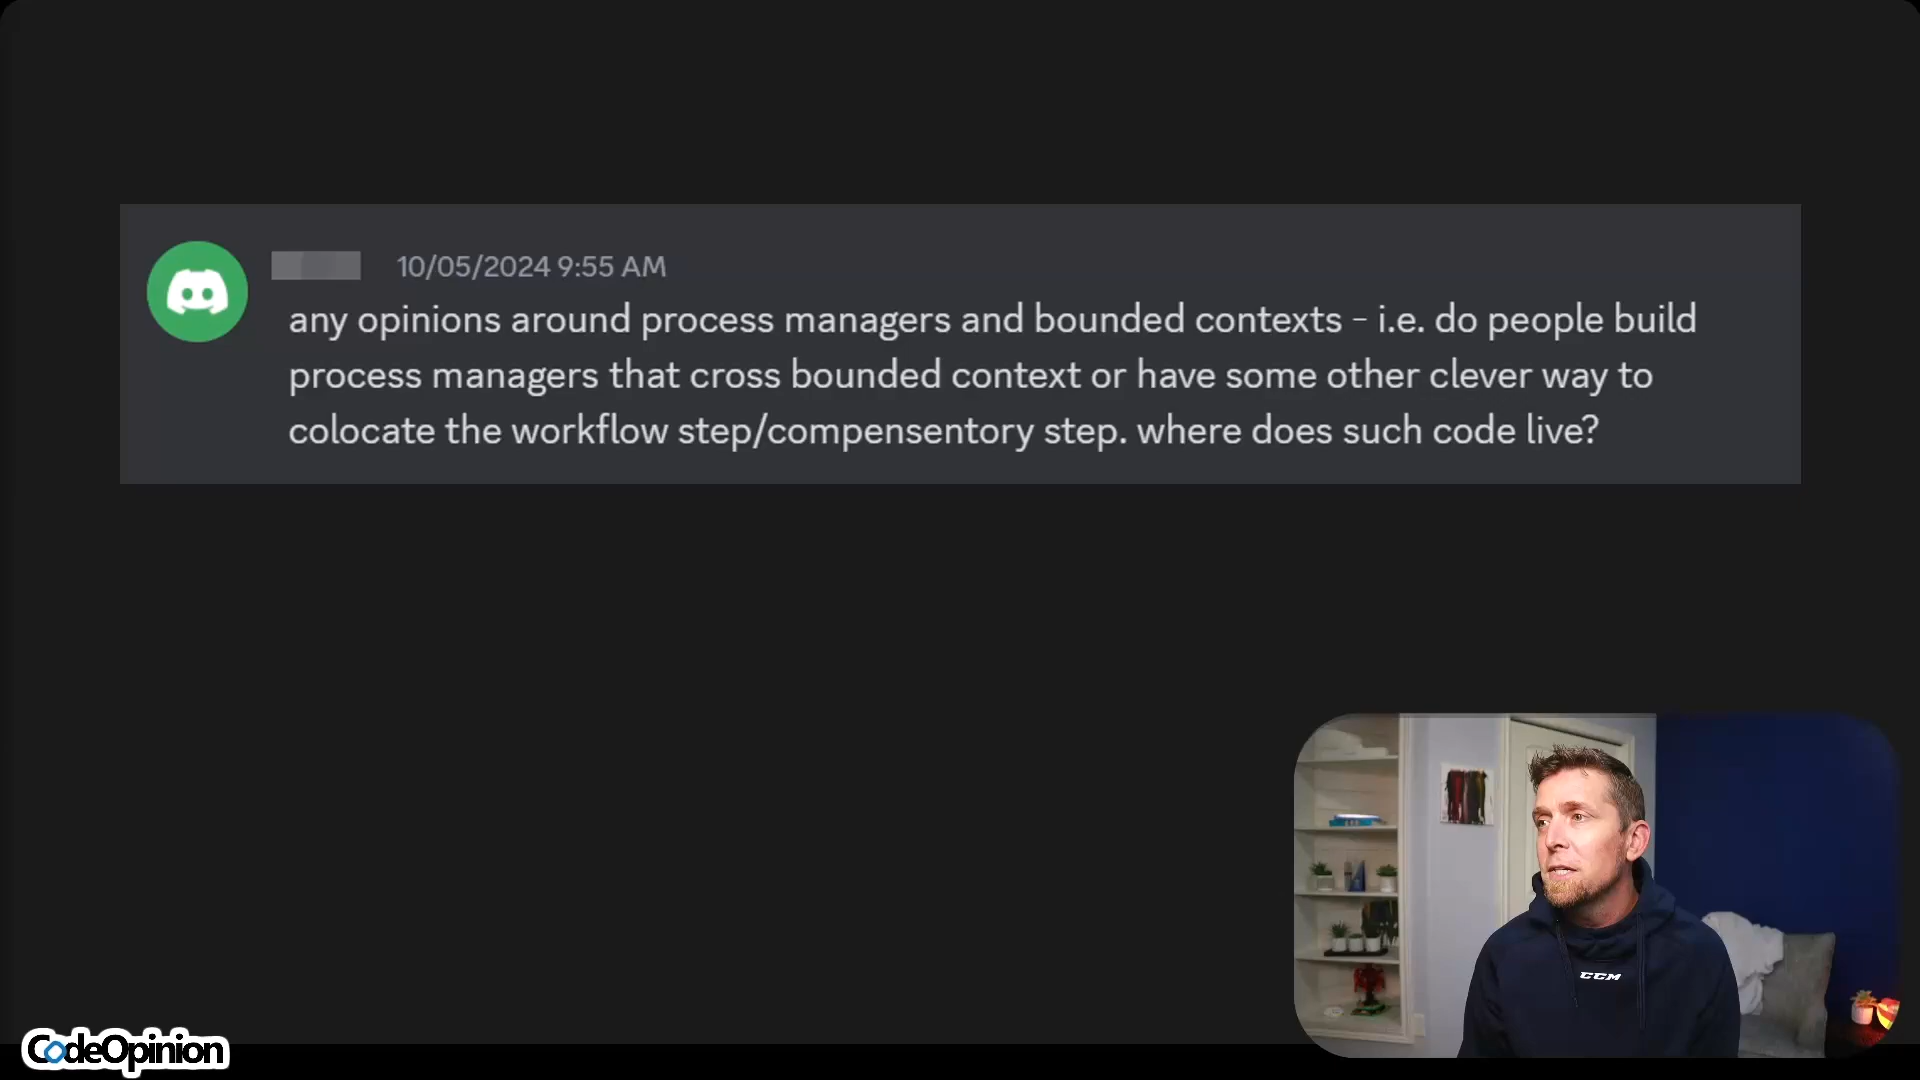 10/05/2024 9:55 AM
any opinions around process managers and bounded contexts - i.e. do people build
process managers that cross bounded context or have some other clever way to
colocate the workflow step/compensentory step. where does such code live?
CCM
CodeOpinion